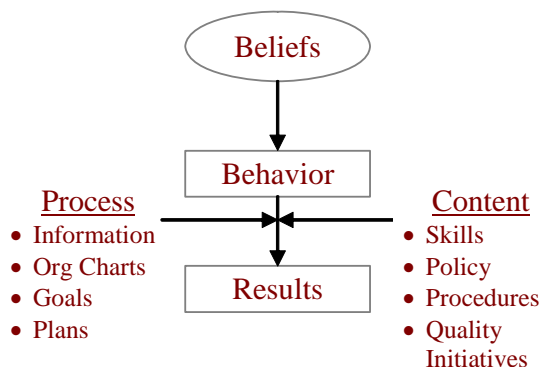 Beliefs
Behavior
Process
• Information
• Org Charts
• Goals
• Plans
Content
• Skills
• Policy
• Procedures
• Quality
Initiatives
Results